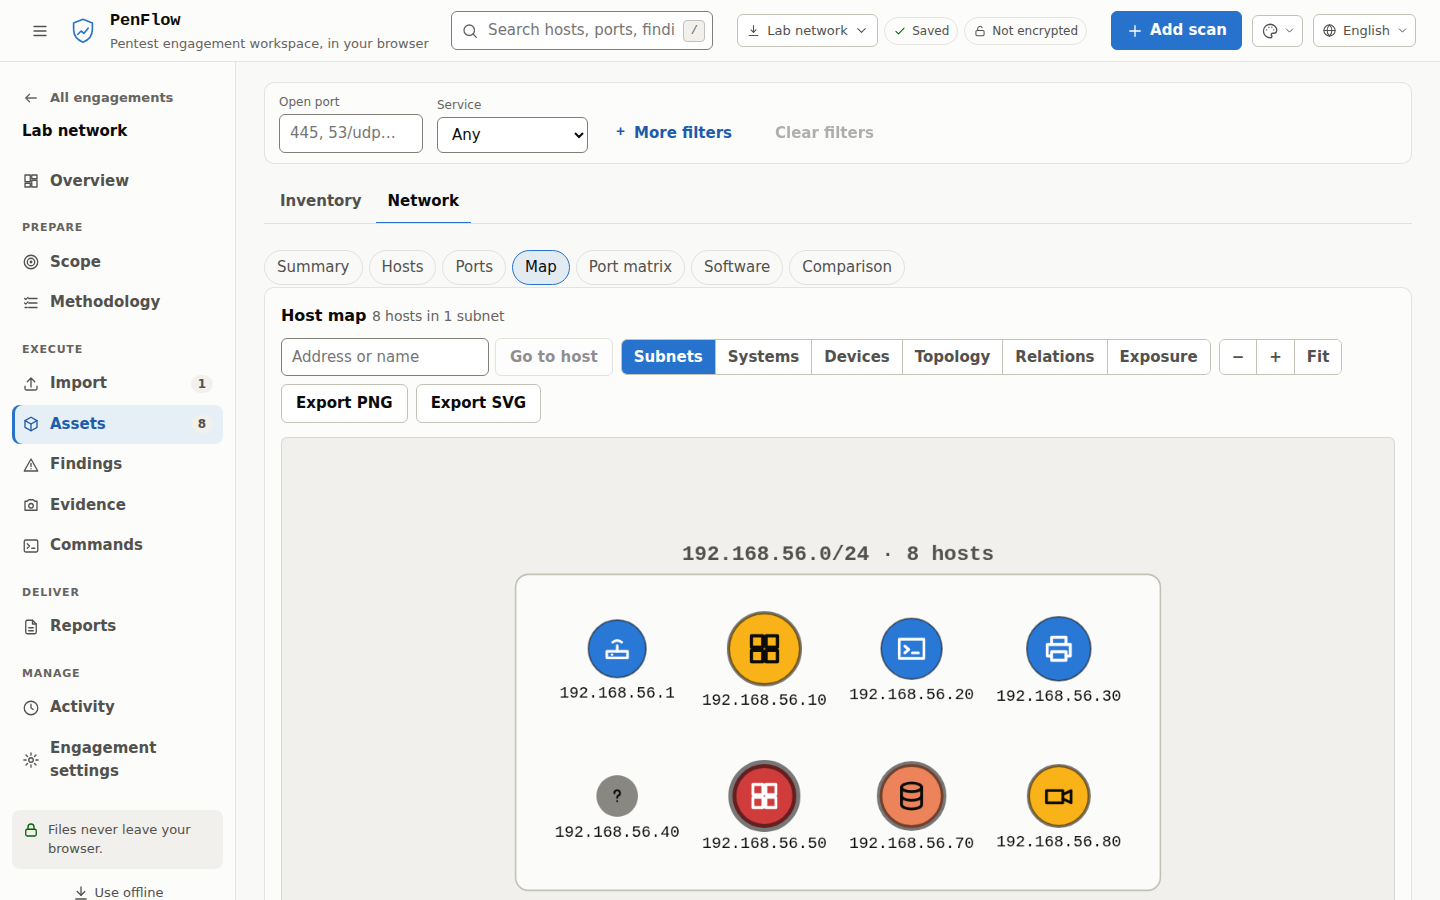 PenFlow
Pentest engagement workspace, in your browser
Search hosts, ports, findi
/
Lab network
Saved
Not encrypted
+ Add scan
English
All engagements
Lab network
Overview
PREPARE
Scope
Methodology
EXECUTE
Import 1
Assets 8
Findings
Evidence
Commands
DELIVER
Reports
MANAGE
Activity
Engagement
settings
Files never leave your
browser.
Use offline
Open port
445, 53/udp…
Service
Any
+ More filters
Clear filters
Inventory
Network
Summary
Hosts
Ports
Map
Port matrix
Software
Comparison
Host map 8 hosts in 1 subnet
Address or name
Go to host
Subnets
Systems
Devices
Topology
Relations
Exposure
−
+
Fit
Export PNG
Export SVG
192.168.56.0/24 · 8 hosts
192.168.56.1
192.168.56.10
192.168.56.20
192.168.56.30
?
192.168.56.40
192.168.56.50
192.168.56.70
192.168.56.80